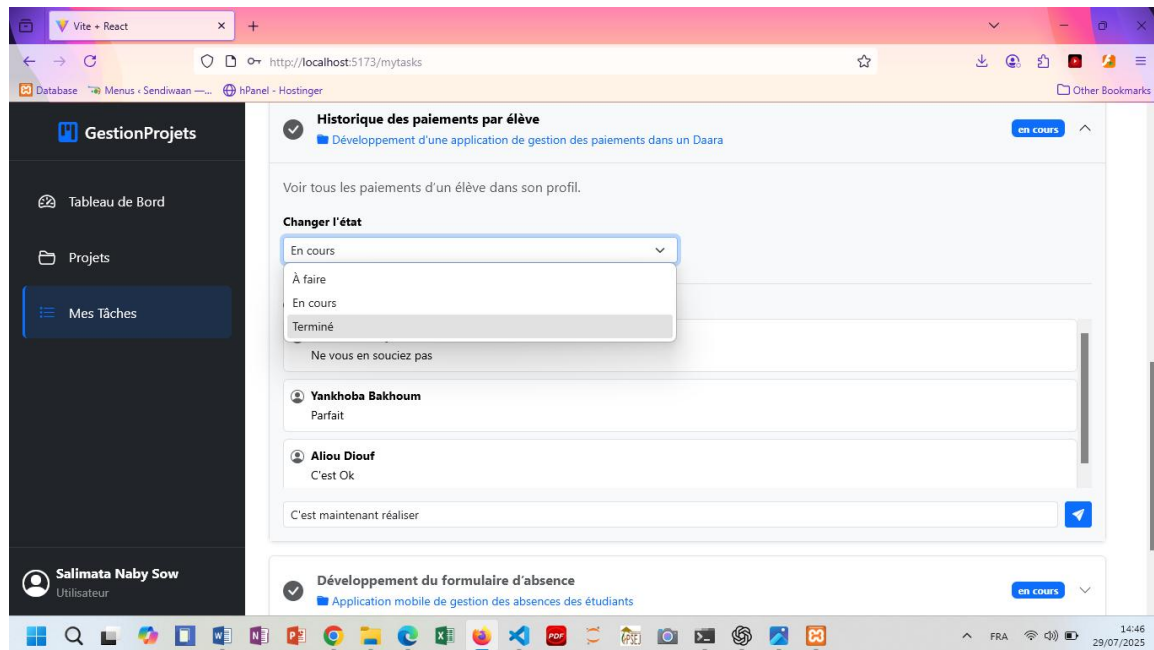 Vite + React
http://localhost:5173/mytasks
Database
Menus ‹ Sendiwaan —...
hPanel - Hostinger
Other Bookmarks
GestionProjets
Tableau de Bord
Projets
Mes Tâches
Salimata Naby Sow
Utilisateur
Historique des paiements par élève
Développement d'une application de gestion des paiements dans un Daara
en cours
Voir tous les paiements d'un élève dans son profil.
Changer l'état
En cours
À faire
En cours
Terminé
Ne vous en souciez pas
Yankhoba Bakhoum
Parfait
Aliou Diouf
C'est Ok
C'est maintenant réaliser
Développement du formulaire d'absence
Application mobile de gestion des absences des étudiants
en cours
FRA
14:46
29/07/2025